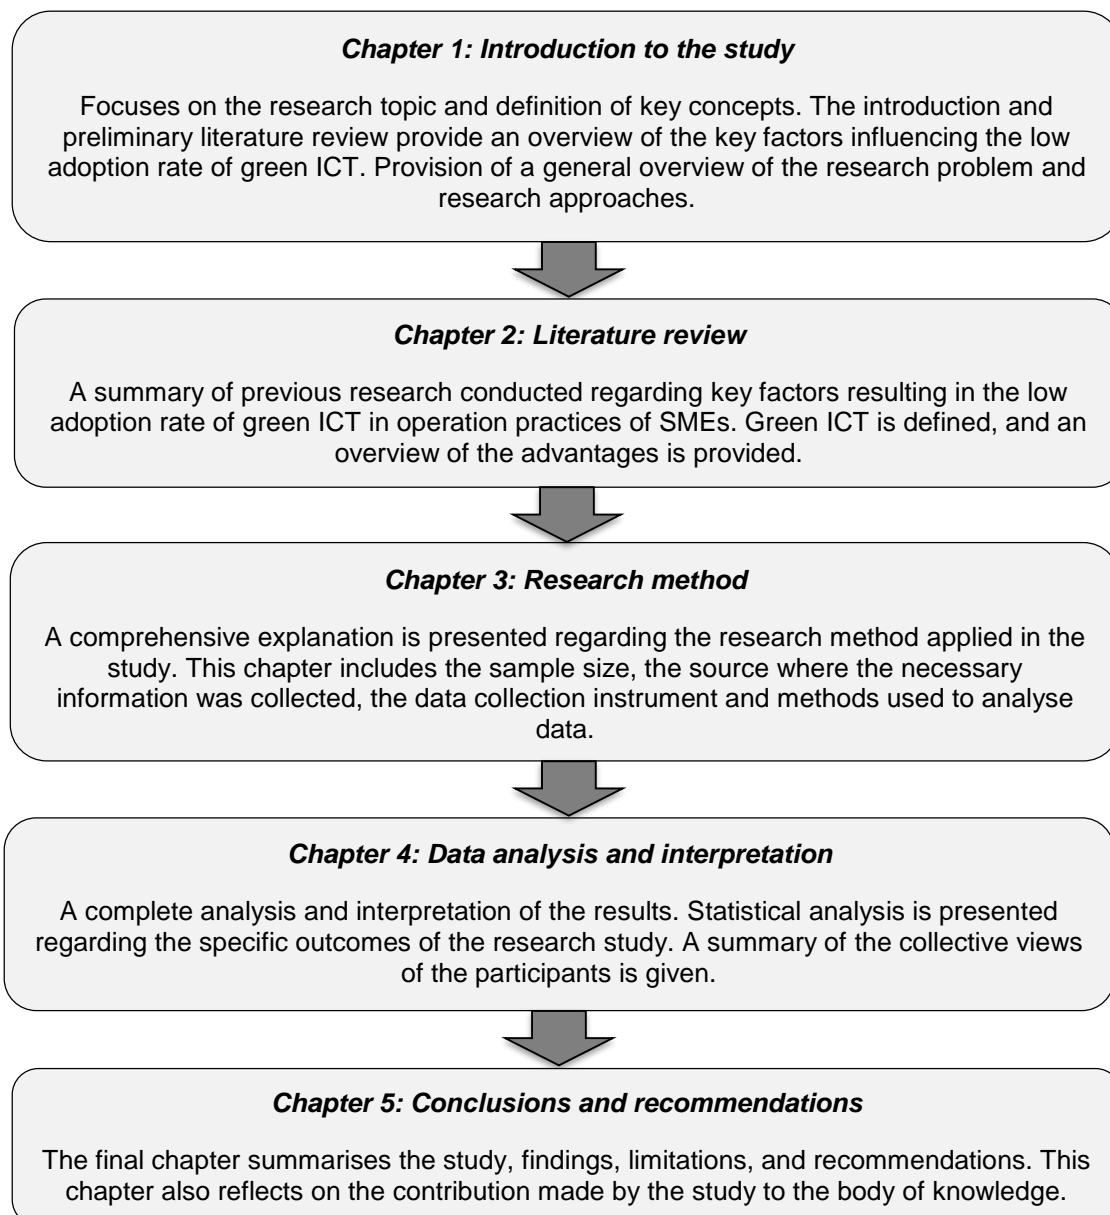 Chapter 1: Introduction to the study
Focuses on the research topic and definition of key concepts. The introduction and
preliminary literature review provide an overview of the key factors influencing the low
adoption rate of green ICT. Provision of a general overview of the research problem and
research approaches.
Chapter 2: Literature review
A summary of previous research conducted regarding key factors resulting in the low
adoption rate of green ICT in operation practices of SMEs. Green ICT is defined, and an
overview of the advantages is provided.
Chapter 3: Research method
A comprehensive explanation is presented regarding the research method applied in the
study. This chapter includes the sample size, the source where the necessary
information was collected, the data collection instrument and methods used to analyse
data.
Chapter 4: Data analysis and interpretation
A complete analysis and interpretation of the results. Statistical analysis is presented
regarding the specific outcomes of the research study. A summary of the collective views
of the participants is given.
Chapter 5: Conclusions and recommendations
The final chapter summarises the study, findings, limitations, and recommendations. This
chapter also reflects on the contribution made by the study to the body of knowledge.